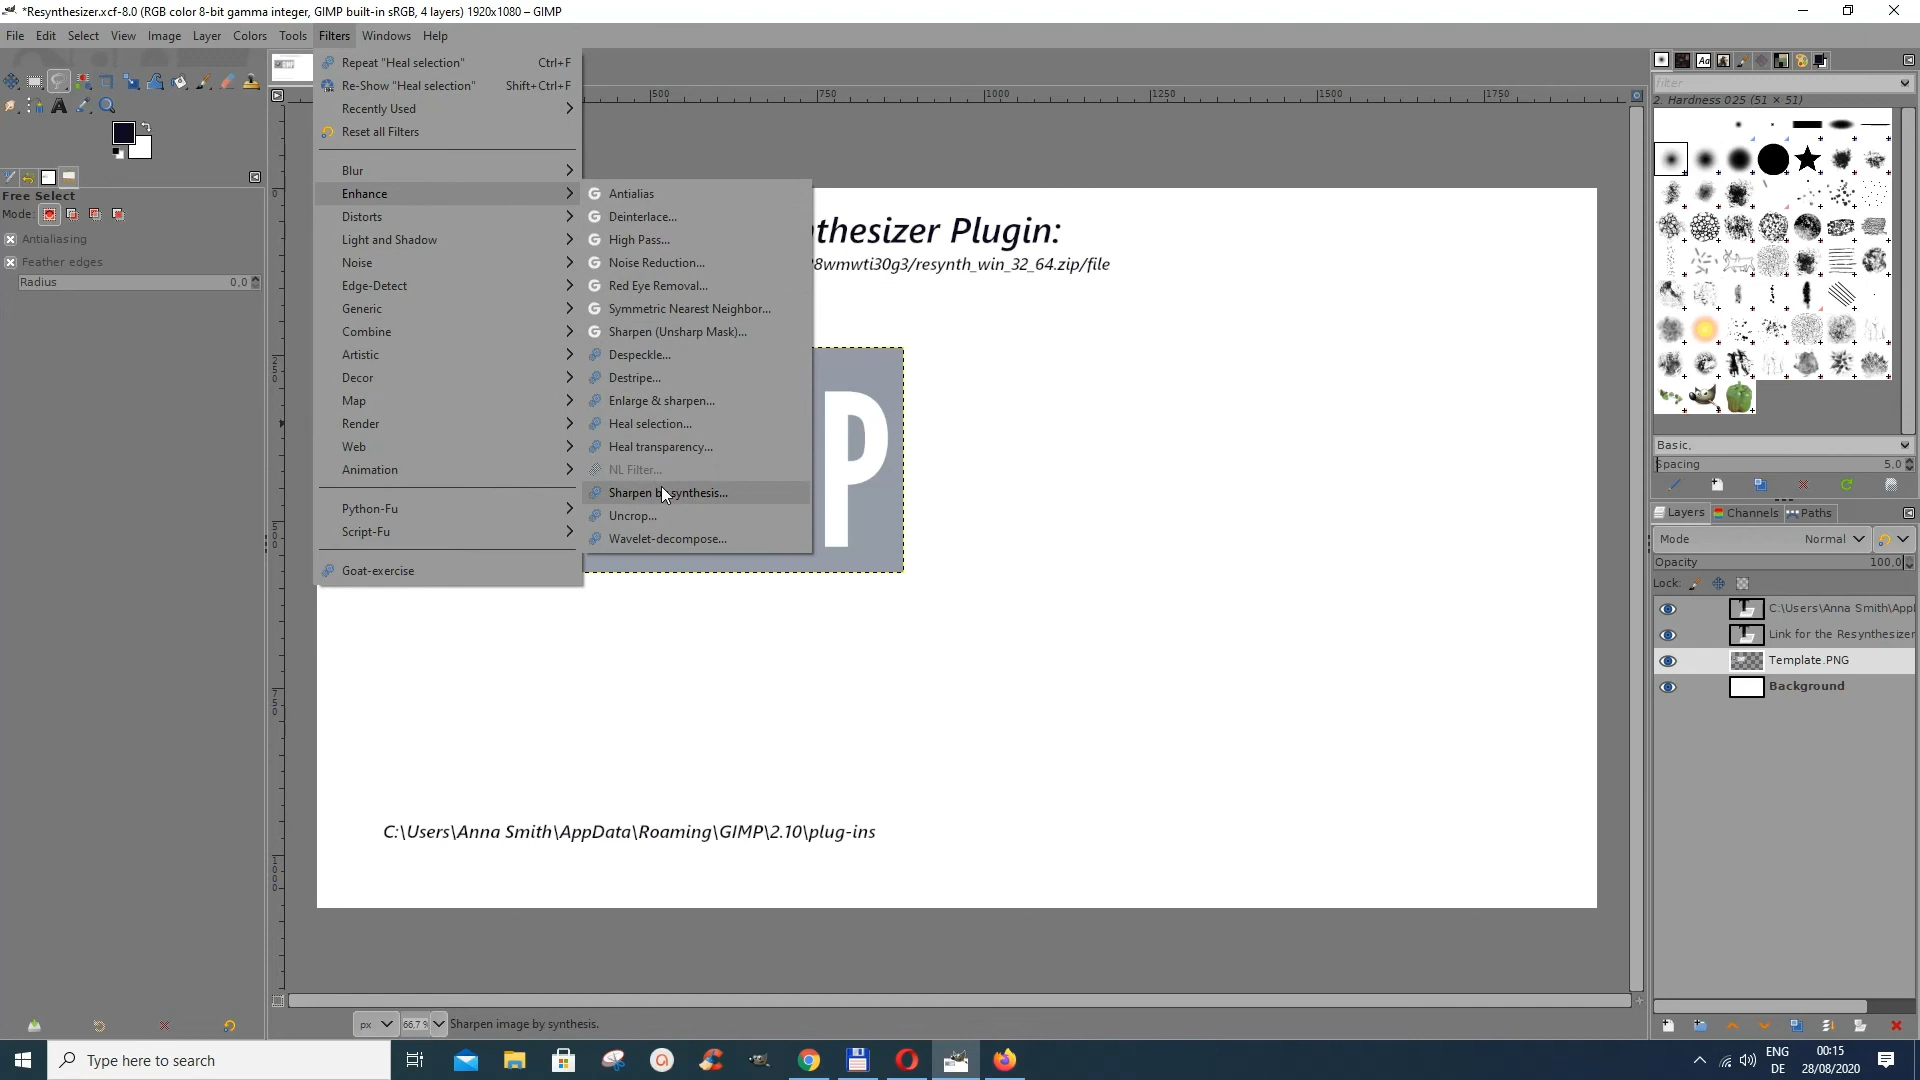 *Resynthesizer.xcf-8.0 (RGB color 8-bit gamma integer, GIMP built-in sRGB, 4 layers) 1920x1080 – GIMP
File Edit Select View Image Layer Colors Tools Filters Windows Help
Repeat "Heal selection" Ctrl+F
Re-Show "Heal selection" Shift+Ctrl+F
Recently Used
Reset all Filters
Blur
Enhance
Distorts
Light and Shadow
Noise
Edge-Detect
Generic
Combine
Artistic
Decor
Map
Render
Web
Animation
Python-Fu
Script-Fu
Goat-exercise
Antialias
Deinterlace...
High Pass...
Noise Reduction...
Red Eye Removal...
Symmetric Nearest Neighbor...
Sharpen (Unsharp Mask)...
Despeckle...
Destripe...
Enlarge & sharpen...
Heal selection...
Heal transparency...
NL Filter...
Sharpen by synthesis...
Uncrop...
Wavelet-decompose...
Free Select
Mode:
Antialiasing
Feather edges
Radius 0,0
500 750 1000 1250 1500 1750
0
250
500
750
1000
thesizer Plugin:
8wmwti30g3/resynth_win_32_64.zip/file
P
C:\Users\Anna Smith\AppData\Roaming\GIMP\2.10\plug-ins
filter
2. Hardness 025 (51 × 51)
Basic,
Spacing 5,0
Layers Channels Paths
Mode Normal
Opacity 100,0
Lock:
C:\Users\Anna Smith\Appl
Link for the Resynthesizer
Template.PNG
Background
px 66,7 % Sharpen image by synthesis.
Type here to search
ENG
DE
00:15
28/08/2020